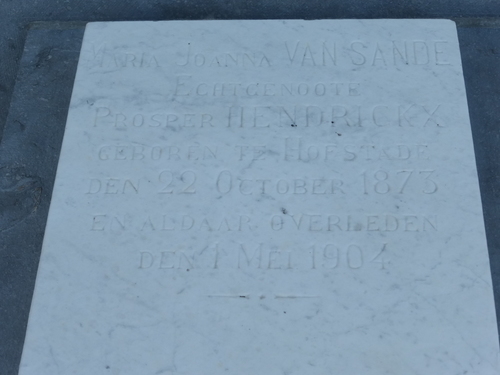 Maria Joanna VAN SANDE
Echtgenoote
Prosper HENDRICKX
geboren te Hofstade
den 22 October 1873
en aldaar overleden
den 1 Mei 1904